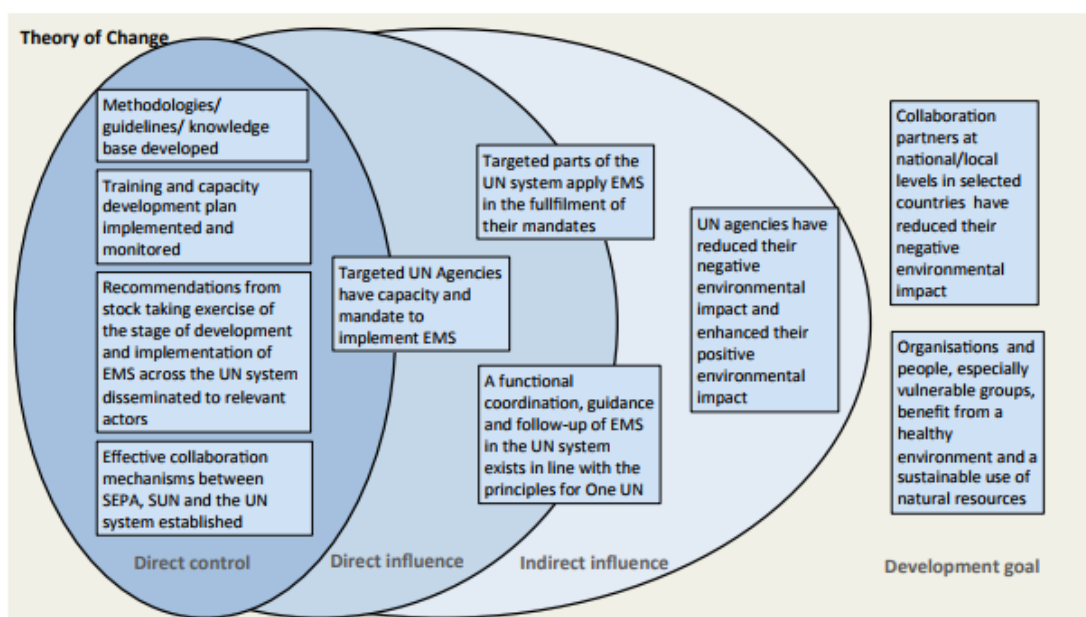 Theory of Change
Methodologies/
guidelines/ knowledge
base developed
Training and capacity
development plan
implemented and
monitored
Recommendations from
stock taking exercise of
the stage of development
and implementation of
EMS across the UN system
disseminated to relevant
actors
Effective collaboration
mechanisms between
SEPA, SUN and the UN
system established
Direct control
Targeted UN Agencies
have capacity and
mandate to
implement EMS
Direct influence
Targeted parts of the
UN system apply EMS
in the fullfilment of
their mandates
A functional
coordination, guidance
and follow-up of EMS
in the UN system
exists in line with the
principles for One UN
Indirect influence
UN agencies have
reduced their
negative
environmental
impact and
enhanced their
positive
environmental
impact
Collaboration
partners at
national/local
levels in selected
countries have
reduced their
negative
environmental
impact
Organisations and
people, especially
vulnerable groups,
benefit from a
healthy
environment and a
sustainable use of
natural resources
Development goal